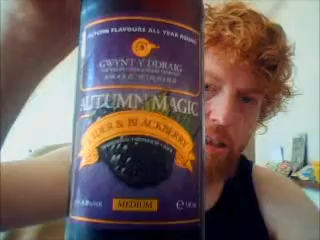 AUTUMN FLAVOURS ALL YEAR ROUND
GWYNT Y DDRAIG
AWARD WINNING
AUTUMN MAGIC
CIDER & BLACKBERRY
MEDIUM